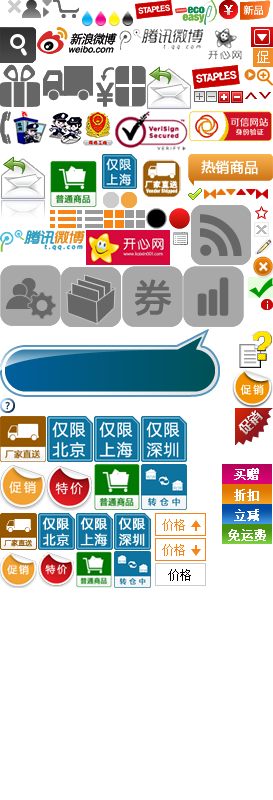 STAPLES
eco
easy
¥
新品
新浪微博
weibo.com
腾讯微博
t.qq.com
开心网
促
¥
STAPLES
VeriSign
Secured
VERIFY
可信网站
身份验证
普通商品
仅限
上海
厂家直送
Vendor Shipped
热销商品
腾讯微博
t.qq.com
开心网
www.kaixin001.com
券
?
促销
促销
厂家直送
仅限
北京
仅限
上海
仅限
深圳
促销
特价
普通商品
转仓中
买赠
折扣
立减
免运费
厂家直送
仅限
北京
仅限
上海
仅限
深圳
价格
促销
特价
普通商品
转仓中
价格
价格